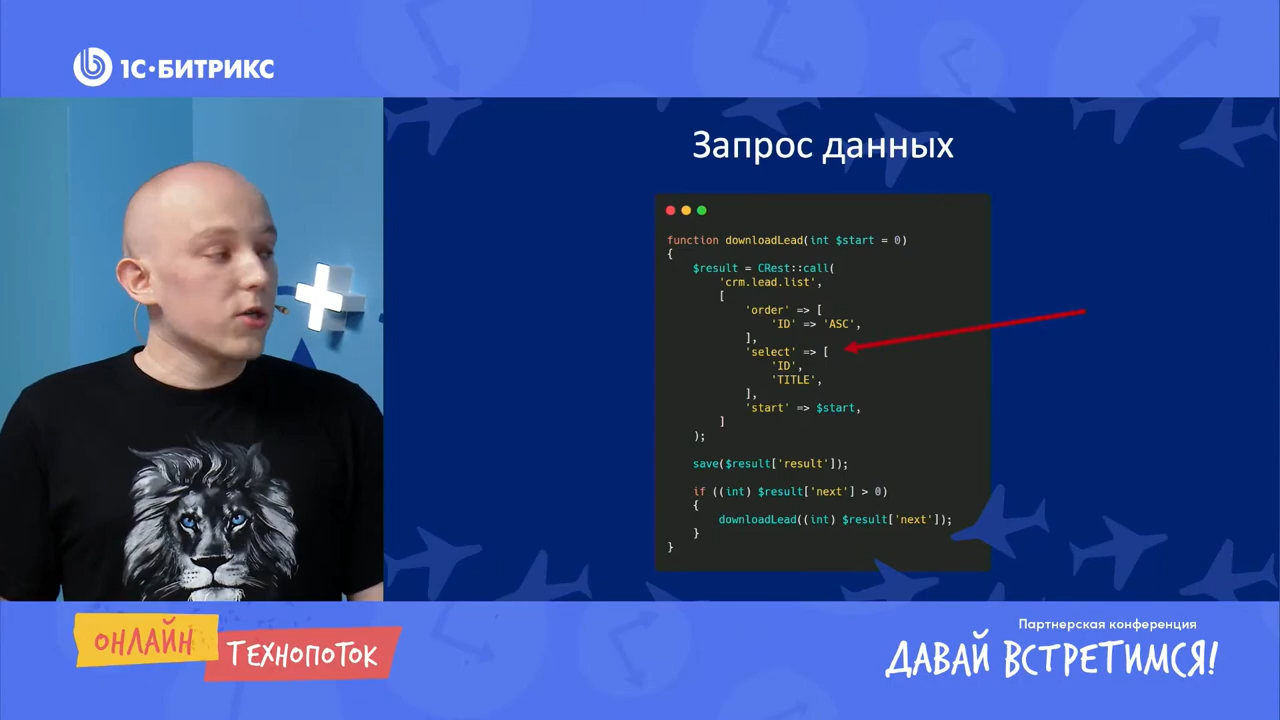 1С-БИТРИКС
Запрос данных
function downloadLead(int $start = 0)
{
    $result = CRest::call(
        'crm.lead.list',
        [
            'order' => [
                'ID' => 'ASC',
            ],
            'select' => [
                'ID',
                'TITLE',
            ],
            'start' => $start,
        ]
    );
    save($result['result']);
    if ((int) $result['next'] > 0)
    {
        downloadLead((int) $result['next']);
    }
}
ОНЛАЙН
ТЕХНОПОТОК
Партнерская конференция
ДАВАЙ ВСТРЕТИМСЯ!